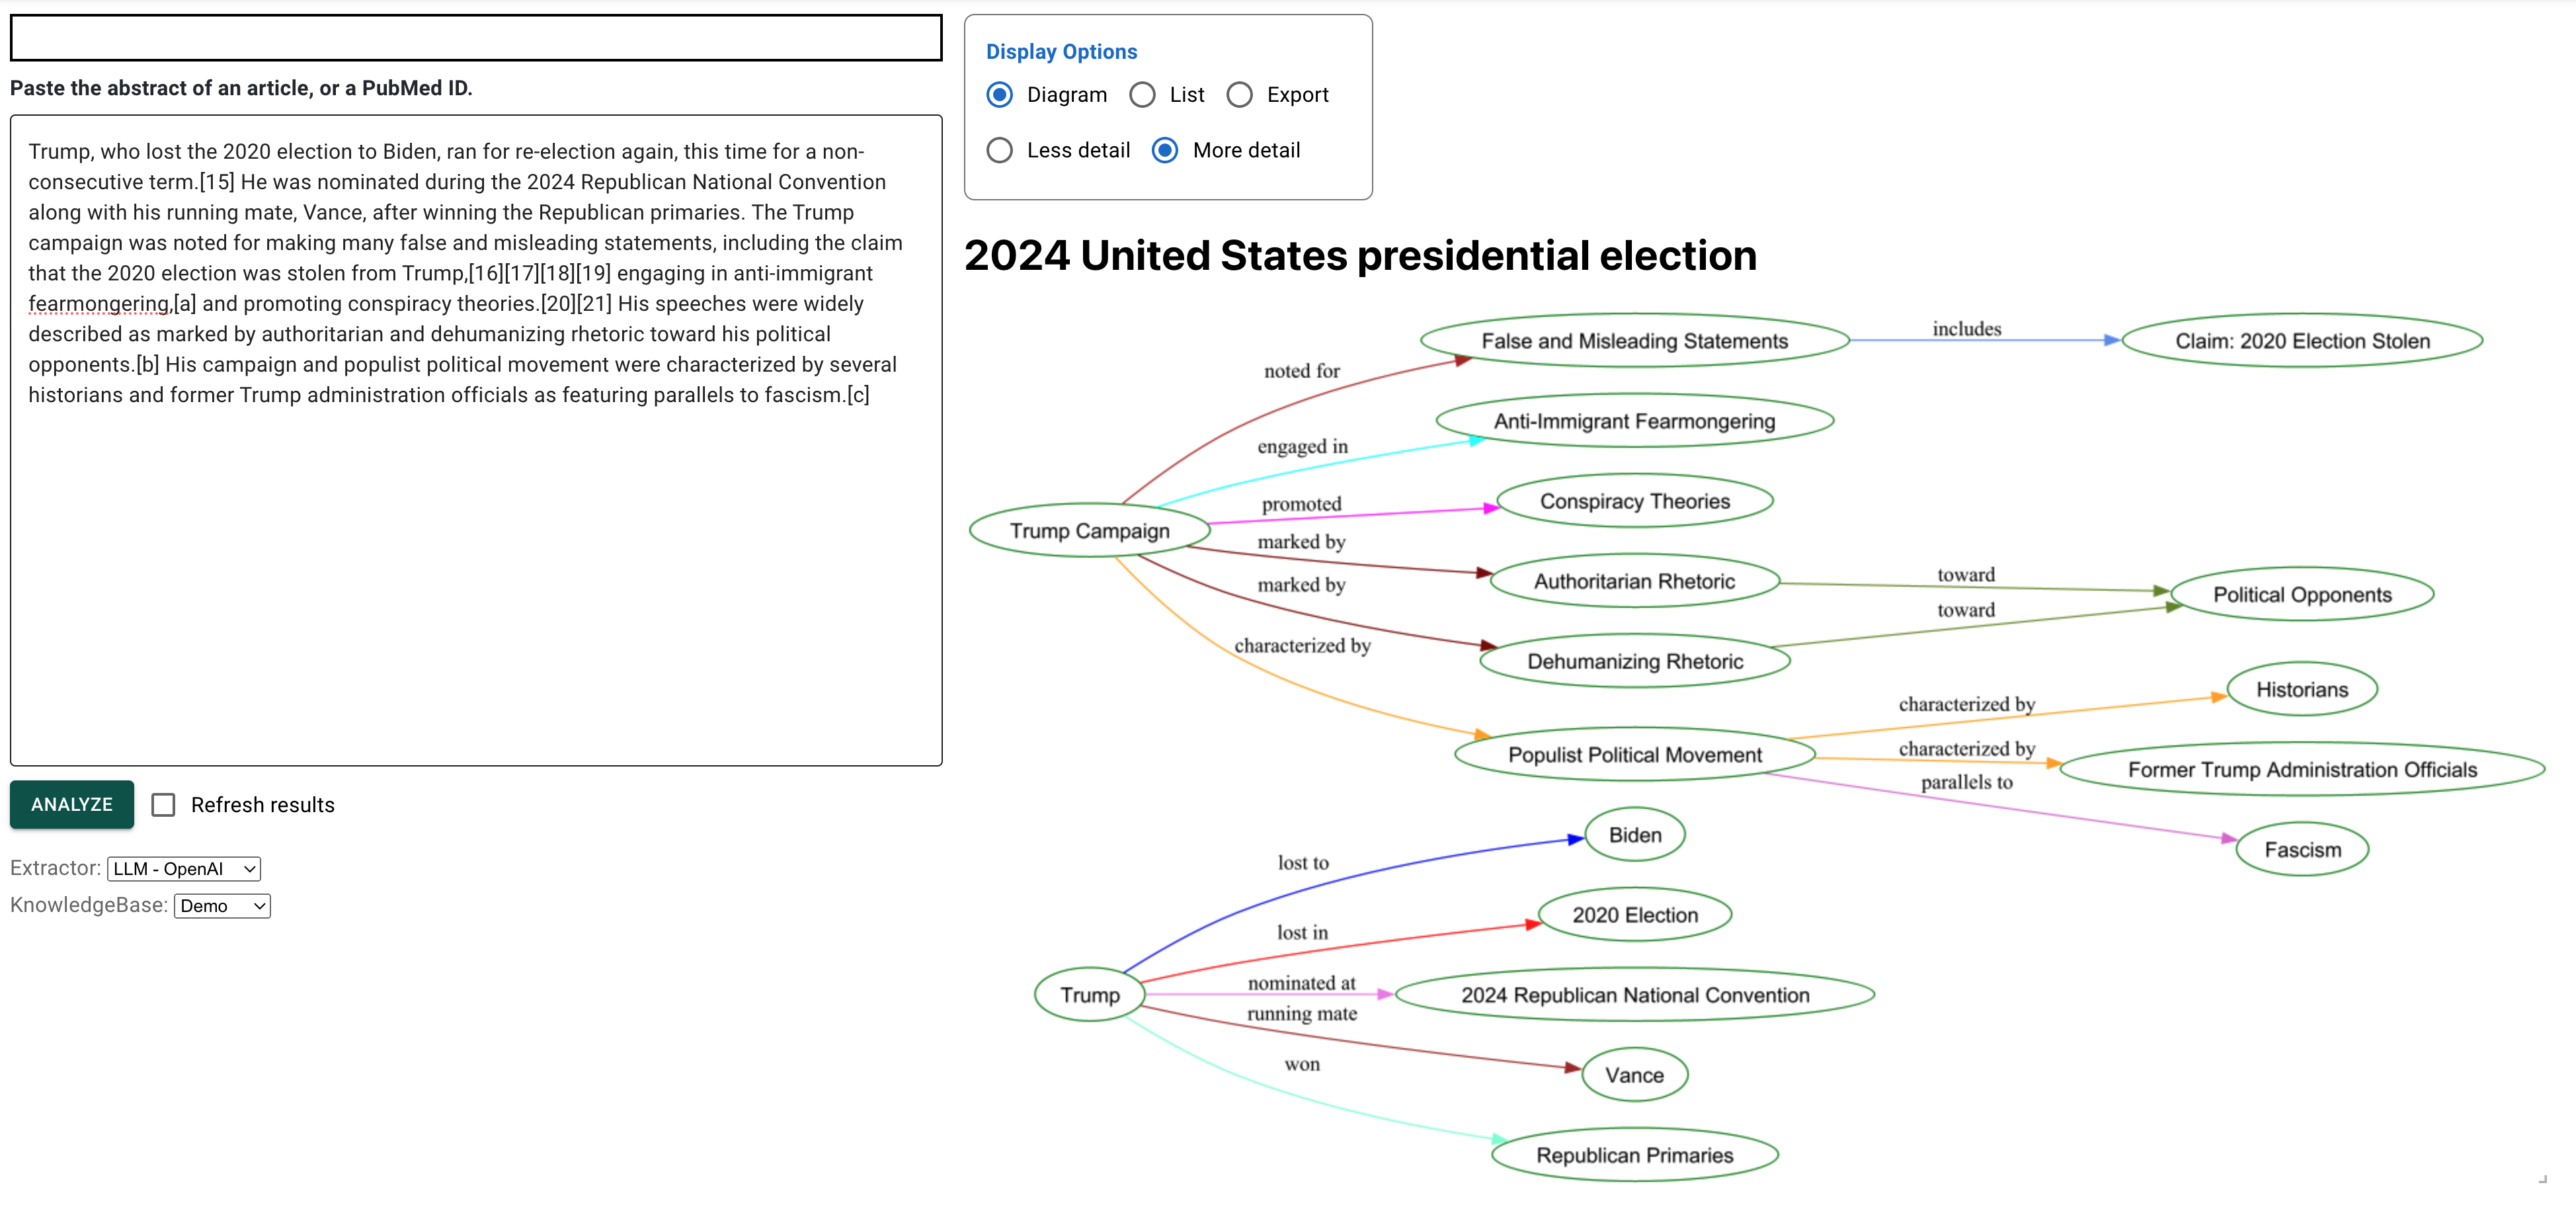 Paste the abstract of an article, or a PubMed ID.
Trump, who lost the 2020 election to Biden, ran for re-election again, this time for a non-
consecutive term.[15] He was nominated during the 2024 Republican National Convention
along with his running mate, Vance, after winning the Republican primaries. The Trump
campaign was noted for making many false and misleading statements, including the claim
that the 2020 election was stolen from Trump,[16][17][18][19] engaging in anti-immigrant
fearmongering,[a] and promoting conspiracy theories.[20][21] His speeches were widely
described as marked by authoritarian and dehumanizing rhetoric toward his political
opponents.[b] His campaign and populist political movement were characterized by several
historians and former Trump administration officials as featuring parallels to fascism.[c]
ANALYZE
Refresh results
Extractor: LLM - OpenAI
KnowledgeBase: Demo
Display Options
Diagram List Export
Less detail More detail
2024 United States presidential election
False and Misleading Statements
includes
Claim: 2020 Election Stolen
noted for
Anti-Immigrant Fearmongering
engaged in
Conspiracy Theories
promoted
Trump Campaign
marked by
Authoritarian Rhetoric
toward
Political Opponents
marked by
toward
Dehumanizing Rhetoric
characterized by
Historians
characterized by
Populist Political Movement
characterized by
Former Trump Administration Officials
parallels to
Fascism
Biden
lost to
2020 Election
lost in
Trump
nominated at
2024 Republican National Convention
running mate
Vance
won
Republican Primaries